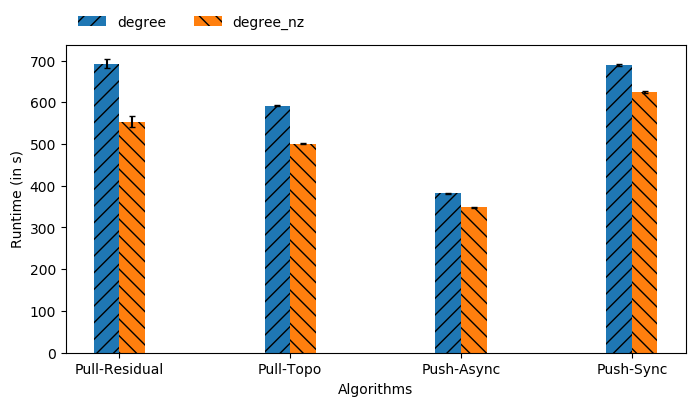 degree degree_nz
700
600
500
400
300
200
100
0
Runtime (in s)
Pull-Residual Pull-Topo Push-Async Push-Sync
Algorithms